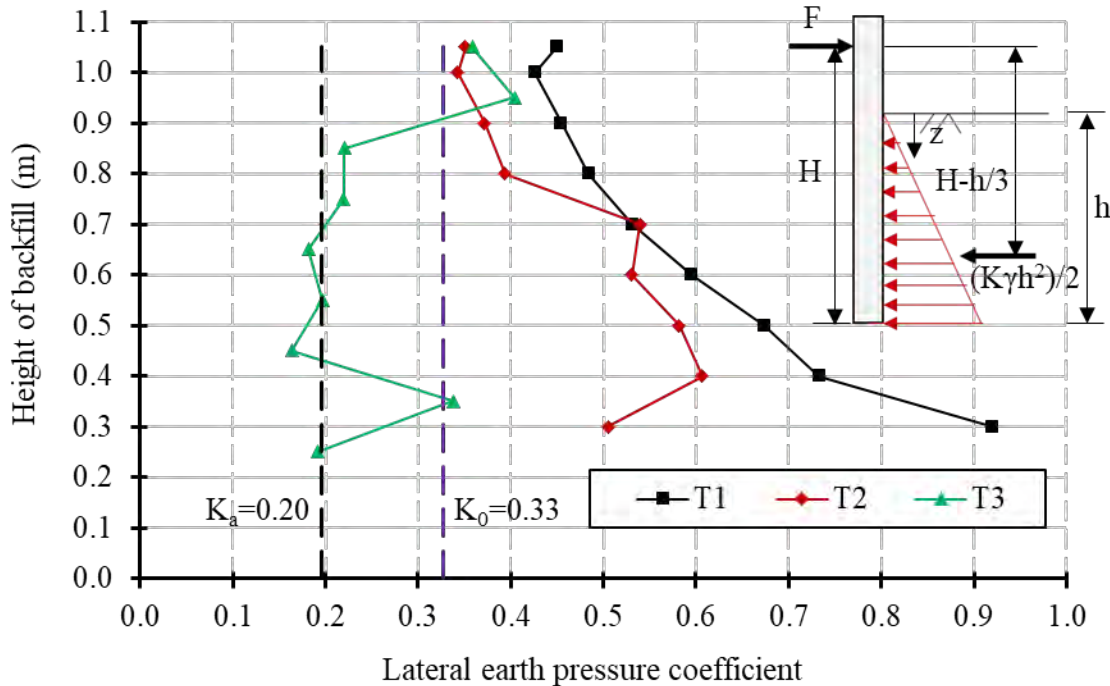 Height of backfill (m)
1.1
1.0
0.9
0.8
0.7
0.6
0.5
0.4
0.3
0.2
0.1
0.0
0.0 0.1 0.2 0.3 0.4 0.5 0.6 0.7 0.8 0.9 1.0
Lateral earth pressure coefficient
Kₐ=0.20
K₀=0.33
T1 T2 T3
F
H
z
H-h/3
h
(Kγh²)/2